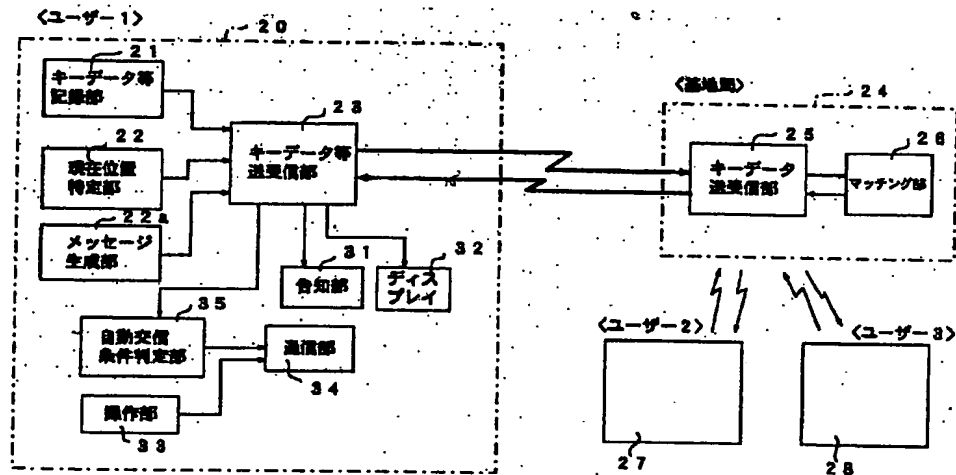 <ユーザー1>
20
21
キーデータ等
記録部
22
現在位置
特定部
22a
メッセージ
生成部
23
キーデータ等
送受信部
31
告知部
32
ディス
プレイ
35
自動交信
条件判定部
通信部
34
操作部
33
<基地局>
24
25
キーデータ
送受信部
26
マッチング部
<ユーザー2>
27
<ユーザー3>
28